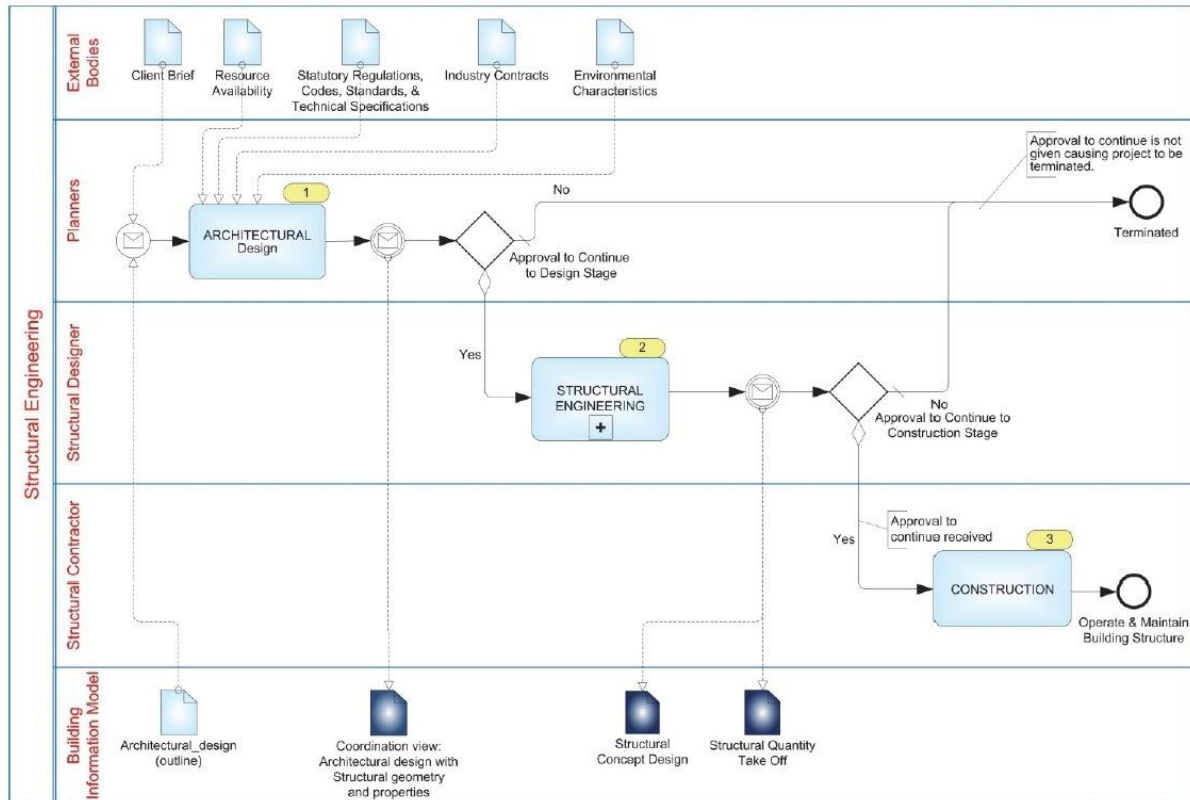 Structural Engineering
External
Bodies
Client Brief
Resource
Availability
Statutory Regulations,
Codes, Standards, &
Technical Specifications
Industry Contracts
Environmental
Characteristics
Planners
1
ARCHITECTURAL
Design
No
Approval to Continue
to Design Stage
Approval to continue is not
given causing project to be
terminated.
Terminated
Structural Designer
Yes
2
STRUCTURAL
ENGINEERING
No
Approval to Continue to
Construction Stage
Structural Contractor
Yes
Approval to
continue received
3
CONSTRUCTION
Operate & Maintain
Building Structure
Building
Information Model
Architectural_design
(outline)
Coordination view:
Architectural design with
Structural geometry
and properties
Structural
Concept Design
Structural Quantity
Take Off